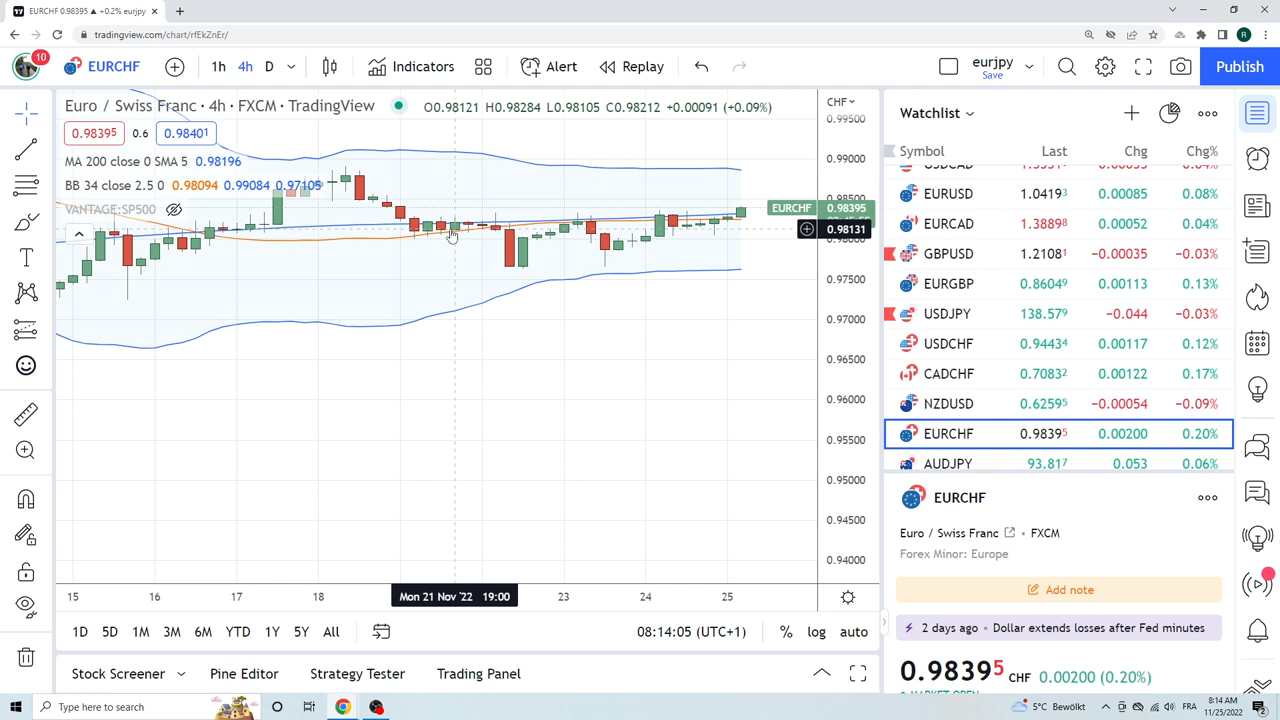 EURCHF 0.98395 ▲ +0.2% eurjpy
tradingview.com/chart/rfEkZnEr/
10
EURCHF
1h 4h D
Indicators
Alert
Replay
eurjpy
Save
Publish
Euro / Swiss Franc · 4h · FXCM · TradingView
O0.98121 H0.98284 L0.98105 C0.98212 +0.00091 (+0.09%)
CHF
0.98395 0.6 0.98401
MA 200 close 0 SMA 5 0.98196
BB 34 close 2.5 0 0.98094 0.99084 0.97105
VANTAGE:SP500
0.99500
0.99000
0.98500
EURCHF 0.98395
0.98131
0.98000
0.97500
0.97000
0.96500
0.96000
0.95500
0.95000
0.94500
0.94000
15 16 17 18 Mon 21 Nov '22 19:00 23 24 25
1D 5D 1M 3M 6M YTD 1Y 5Y All
08:14:05 (UTC+1) % log auto
Stock Screener Pine Editor Strategy Tester Trading Panel
Watchlist
Symbol Last Chg Chg%
EURUSD 1.04193 0.00085 0.08%
EURCAD 1.38898 0.00052 0.04%
GBPUSD 1.21081 −0.00035 −0.03%
EURGBP 0.86049 0.00113 0.13%
USDJPY 138.579 −0.044 −0.03%
USDCHF 0.94434 0.00117 0.12%
CADCHF 0.70832 0.00122 0.17%
NZDUSD 0.62595 −0.00054 −0.09%
EURCHF 0.98395 0.00200 0.20%
AUDJPY 93.817 0.053 0.06%
EURCHF
Euro / Swiss Franc • FXCM
Forex Minor: Europe
Add note
2 days ago • Dollar extends losses after Fed minutes
0.98395 CHF 0.00200 (0.20%)
Type here to search
5°C Bewölkt
FRA
8:14 AM
11/25/2022
2